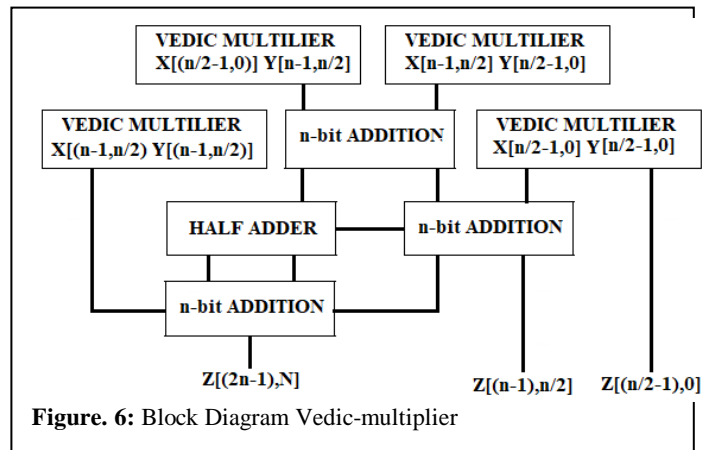 VEDIC MULTILIER
X[(n/2-1,0)] Y[n-1,n/2]
VEDIC MULTILIER
X[n-1,n/2] Y[n/2-1,0]
VEDIC MULTILIER
X[(n-1,n/2) Y[(n-1,n/2)]
n-bit ADDITION
VEDIC MULTILIER
X[n/2-1,0] Y[n/2-1,0]
HALF ADDER
n-bit ADDITION
n-bit ADDITION
Z[(2n-1),N]
Z[(n-1),n/2]
Z[(n/2-1),0]
Figure. 6: Block Diagram Vedic-multiplier